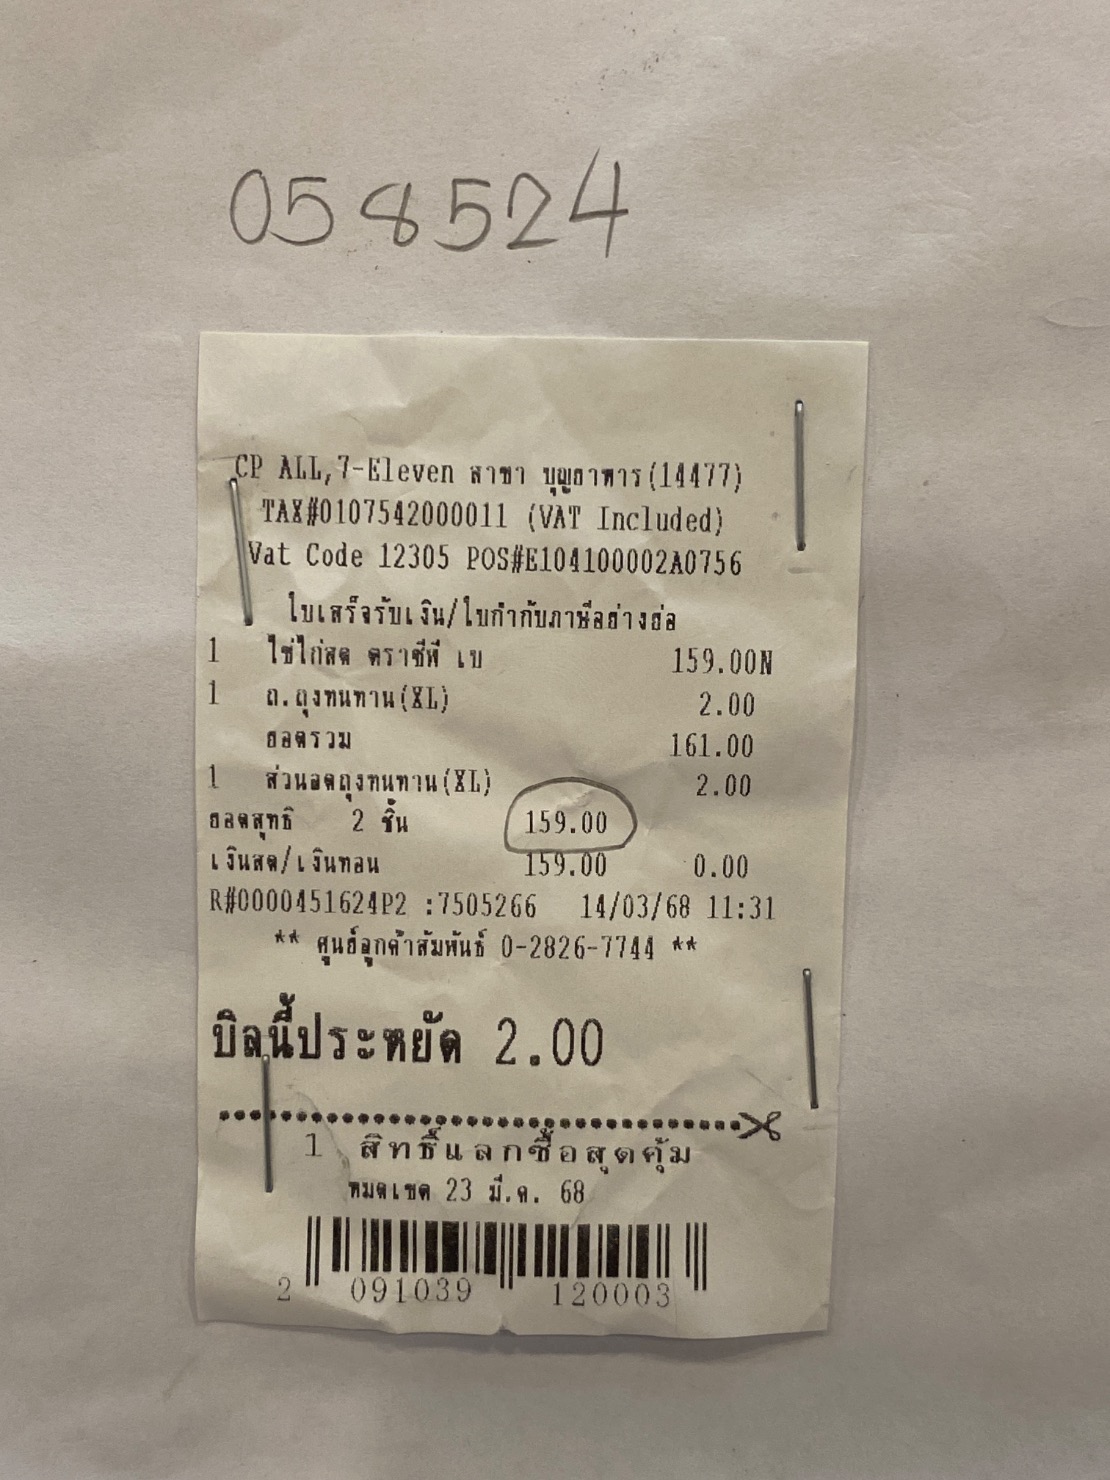 058524
CP ALL,7-Eleven สาขา บุญธาหาร(14477)
TAX#0107542000011 (VAT Included)
Vat Code 12305 POS#E104100002A0756
ใบเสร็จรับเงิน/ใบกำกับภาษีอย่างย่อ
1 ไข่ไก่สด ตราซีพี เบ 159.00N
1 ถ.ถุงทนทาน(XL) 2.00
ยอดรวม 161.00
1 ส่วนลดถุงทนทาน(XL) 2.00
ยอดสุทธิ 2 ชิ้น 159.00
เงินสด/เงินทอน 159.00 0.00
R#0000451624P2 :7505266 14/03/68 11:31
** ศูนย์ลูกค้าสัมพันธ์ 0-2826-7744 **
บิลนี้ประหยัด 2.00
1 สิทธิ์แลกซื้อสุดคุ้ม
หมดเขต 23 มี.ค. 68
2 091039 120003